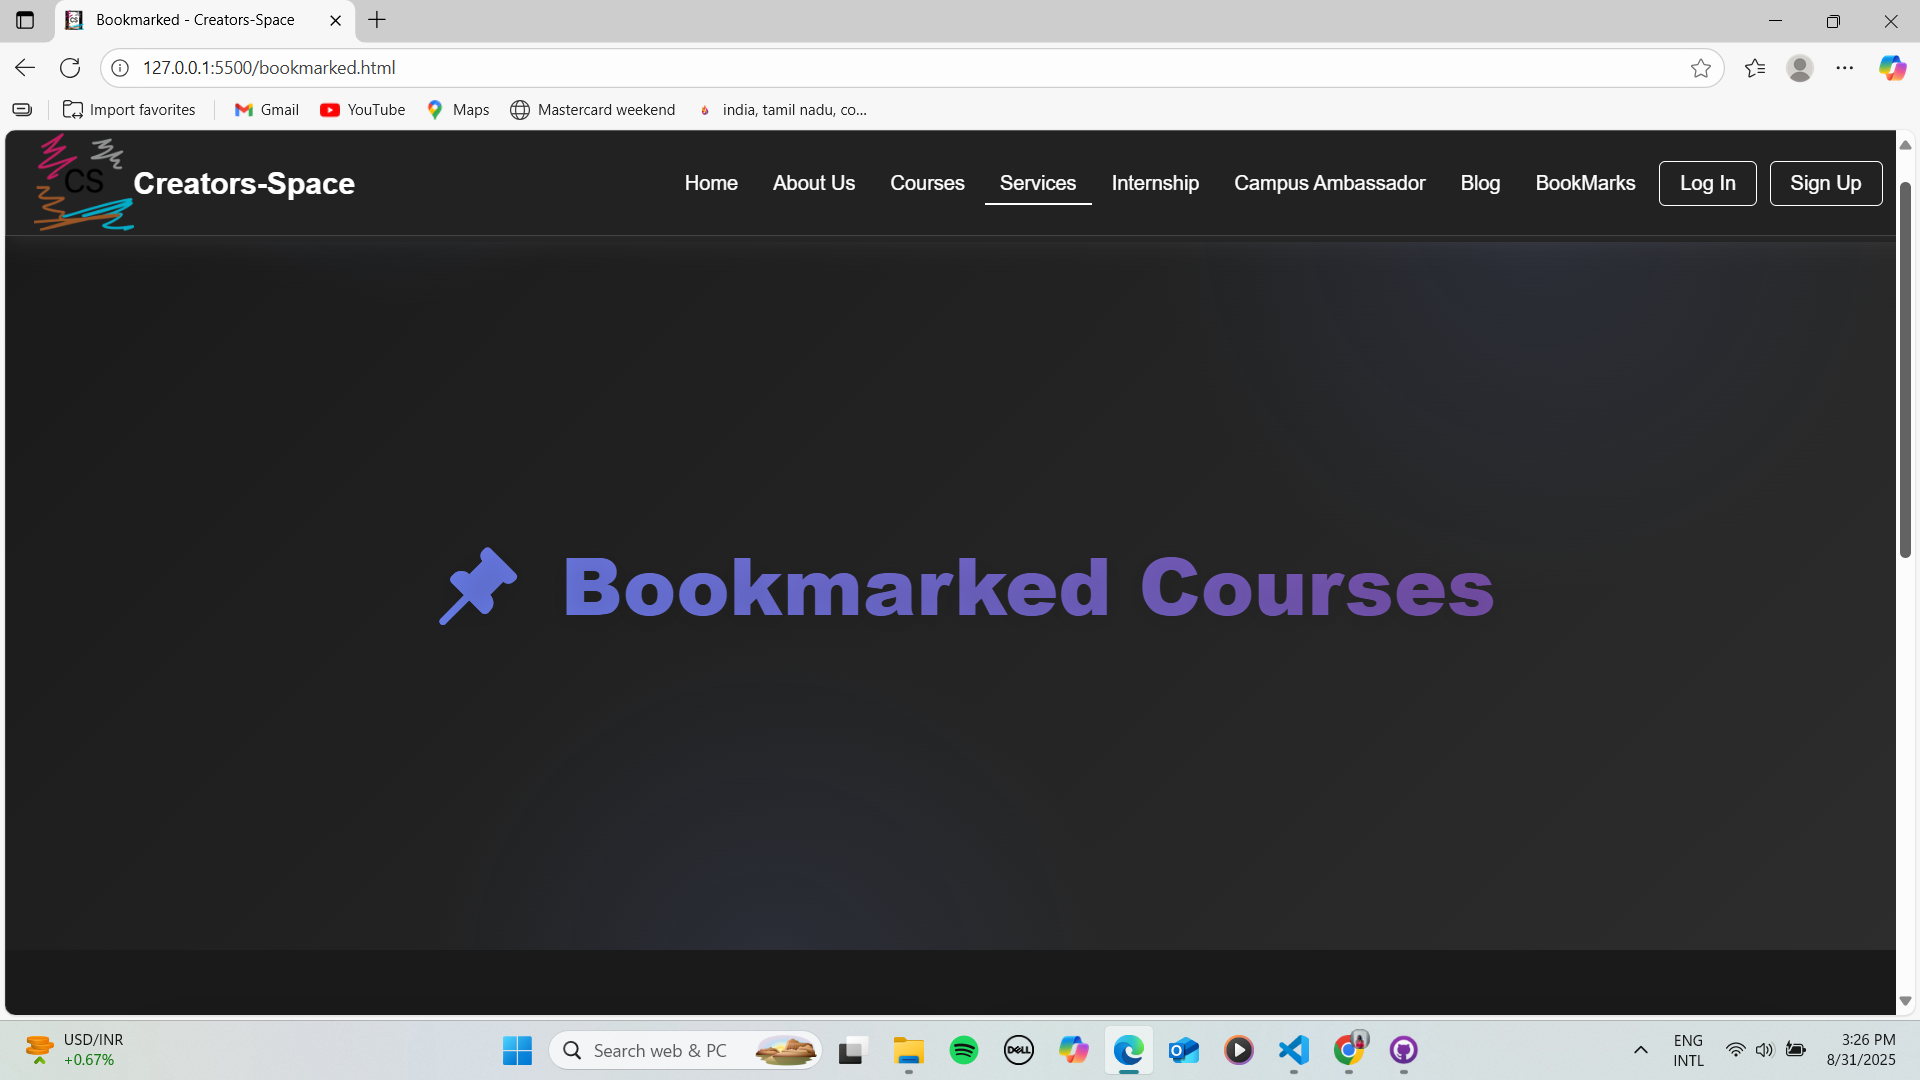 Bookmarked - Creators-Space
127.0.0.1:5500/bookmarked.html
Import favorites
Gmail
YouTube
Maps
Mastercard weekend
india, tamil nadu, co...
CS
Creators-Space
Home
About Us
Courses
Services
Internship
Campus Ambassador
Blog
BookMarks
Log In
Sign Up
Bookmarked Courses
USD/INR
+0.67%
Search web & PC
DELL
ENG
INTL
3:26 PM
8/31/2025